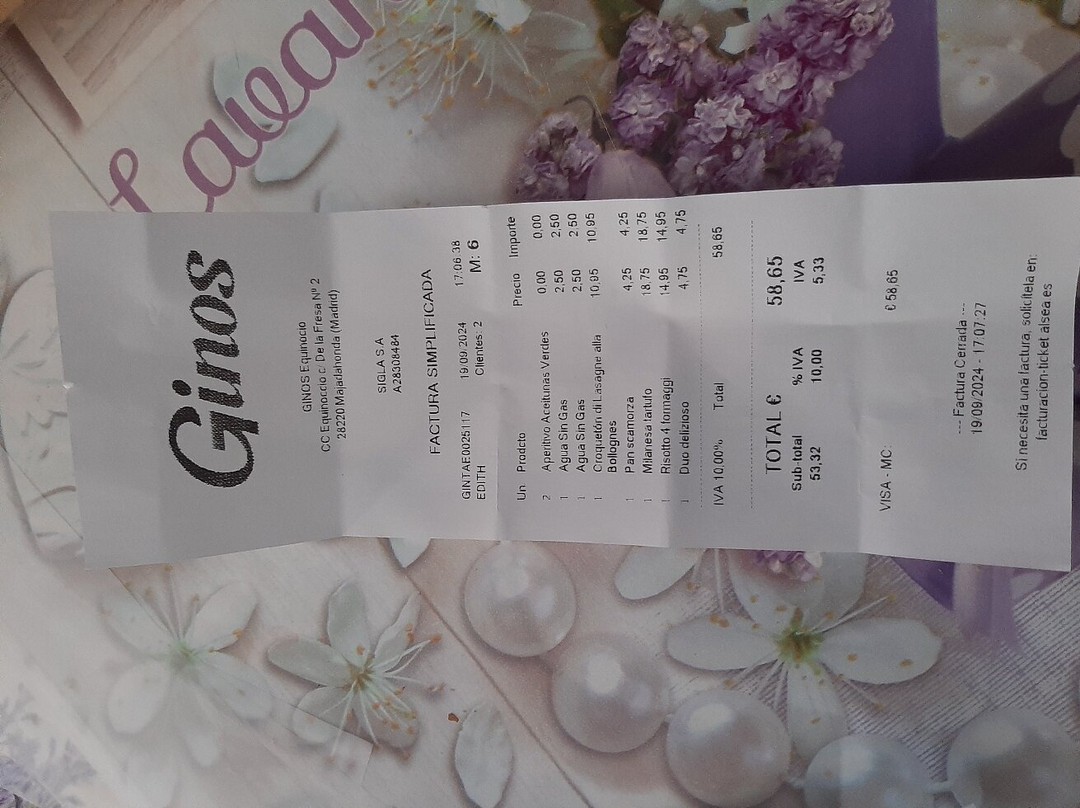 Ginos
GINOS Equinocio
CC Equinoccio c/ De la Fresa Nº 2
28220 Majadahonda (Madrid)
SIGLA S.A
A28308484
FACTURA SIMPLIFICADA
GINTAE0025117 19/09/2024 17:06:38
EDITH Clientes: 2 M: 6
Un Prodcto Precio Importe
2 Aperitivo Aceitunas Verdes 0,00 0,00
1 Agua Sin Gas 2,50 2,50
1 Agua Sin Gas 2,50 2,50
1 Croquetón di Lasagne alla 10,95 10,95
Bollognes
1 Pan scamorza 4,25 4,25
1 Milanesa tartufo 18,75 18,75
1 Risotto 4 formaggi 14,95 14,95
1 Duo delizioso 4,75 4,75
IVA 10.00% Total 58,65
TOTAL € 58,65
Sub-total % IVA IVA
53,32 10,00 5,33
VISA - MC: € 58,65
--- Factura Cerrada ---
19/09/2024 - 17:07:27
Si necesita una factura, solicítela en:
facturacion-ticket.alsea.es